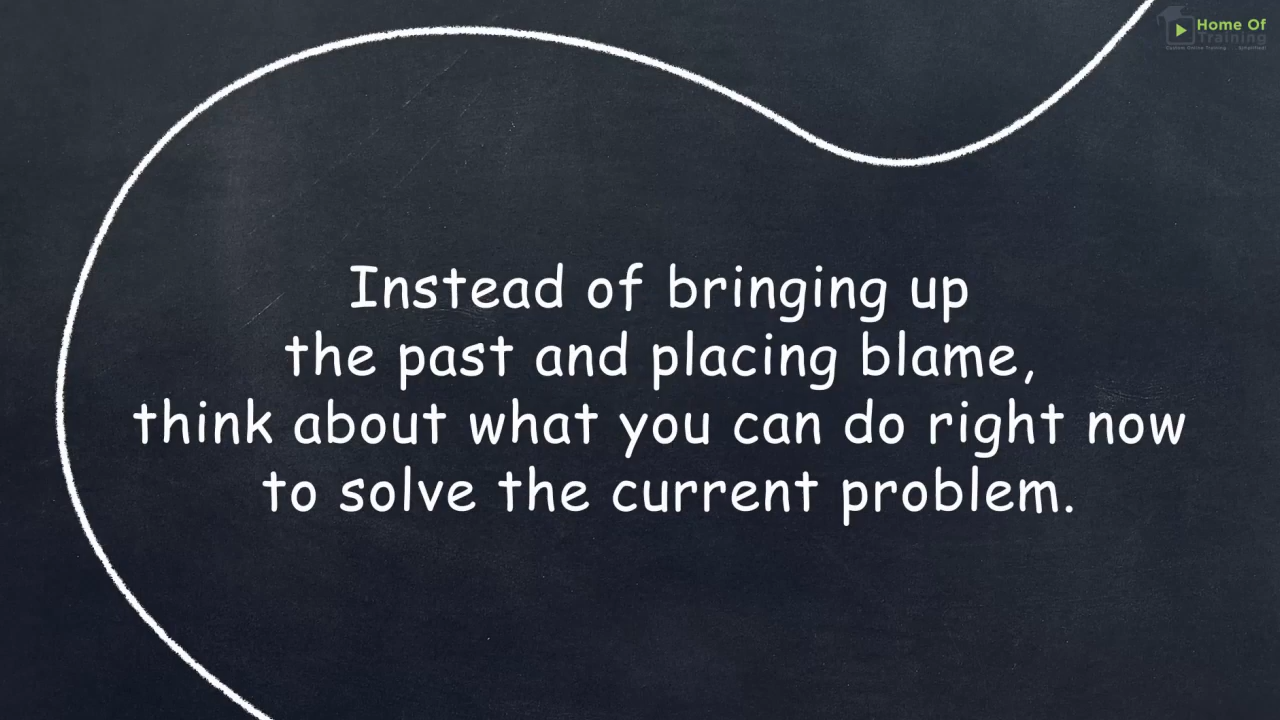 Home Of
Training
Instead of bringing up
the past and placing blame,
think about what you can do right now
to solve the current problem.